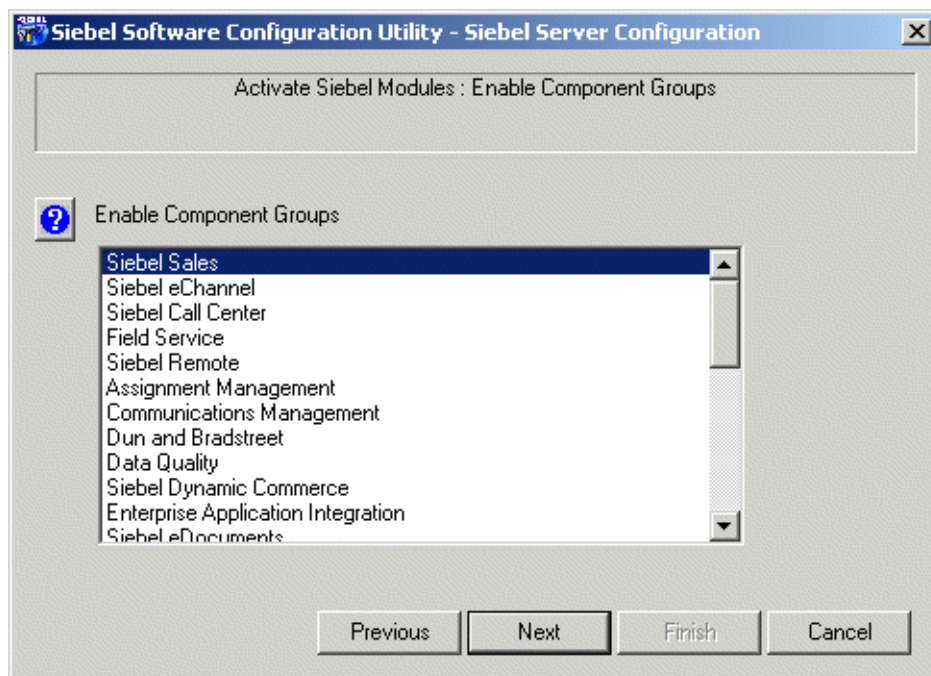 Siebel Software Configuration Utility - Siebel Server Configuration
Activate Siebel Modules : Enable Component Groups
Enable Component Groups
Siebel Sales
Siebel eChannel
Siebel Call Center
Field Service
Siebel Remote
Assignment Management
Communications Management
Dun and Bradstreet
Data Quality
Siebel Dynamic Commerce
Enterprise Application Integration
Siebel eDocuments
Previous
Next
Finish
Cancel